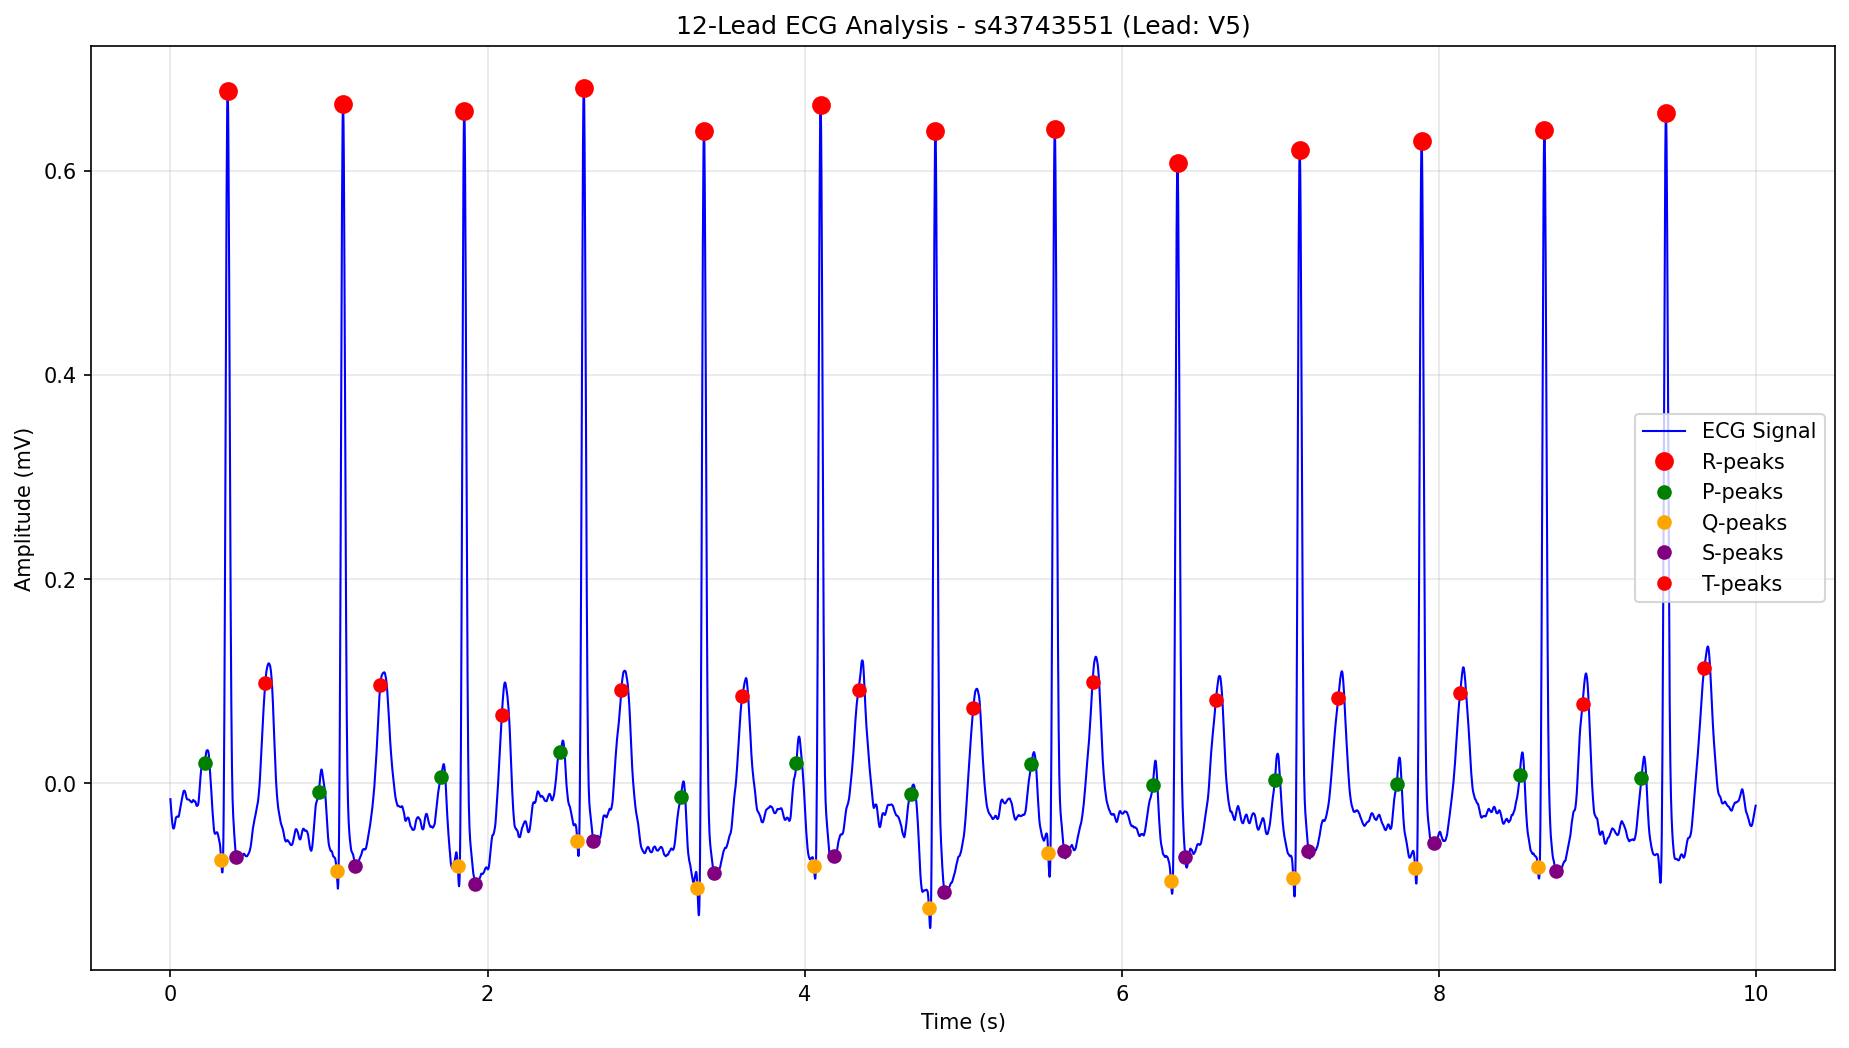 12-Lead ECG Analysis - s43743551 (Lead: V5)
Amplitude (mV)
0.6
0.4
0.2
0.0
ECG Signal
R-peaks
P-peaks
Q-peaks
S-peaks
T-peaks
0 2 4 6 8 10
Time (s)